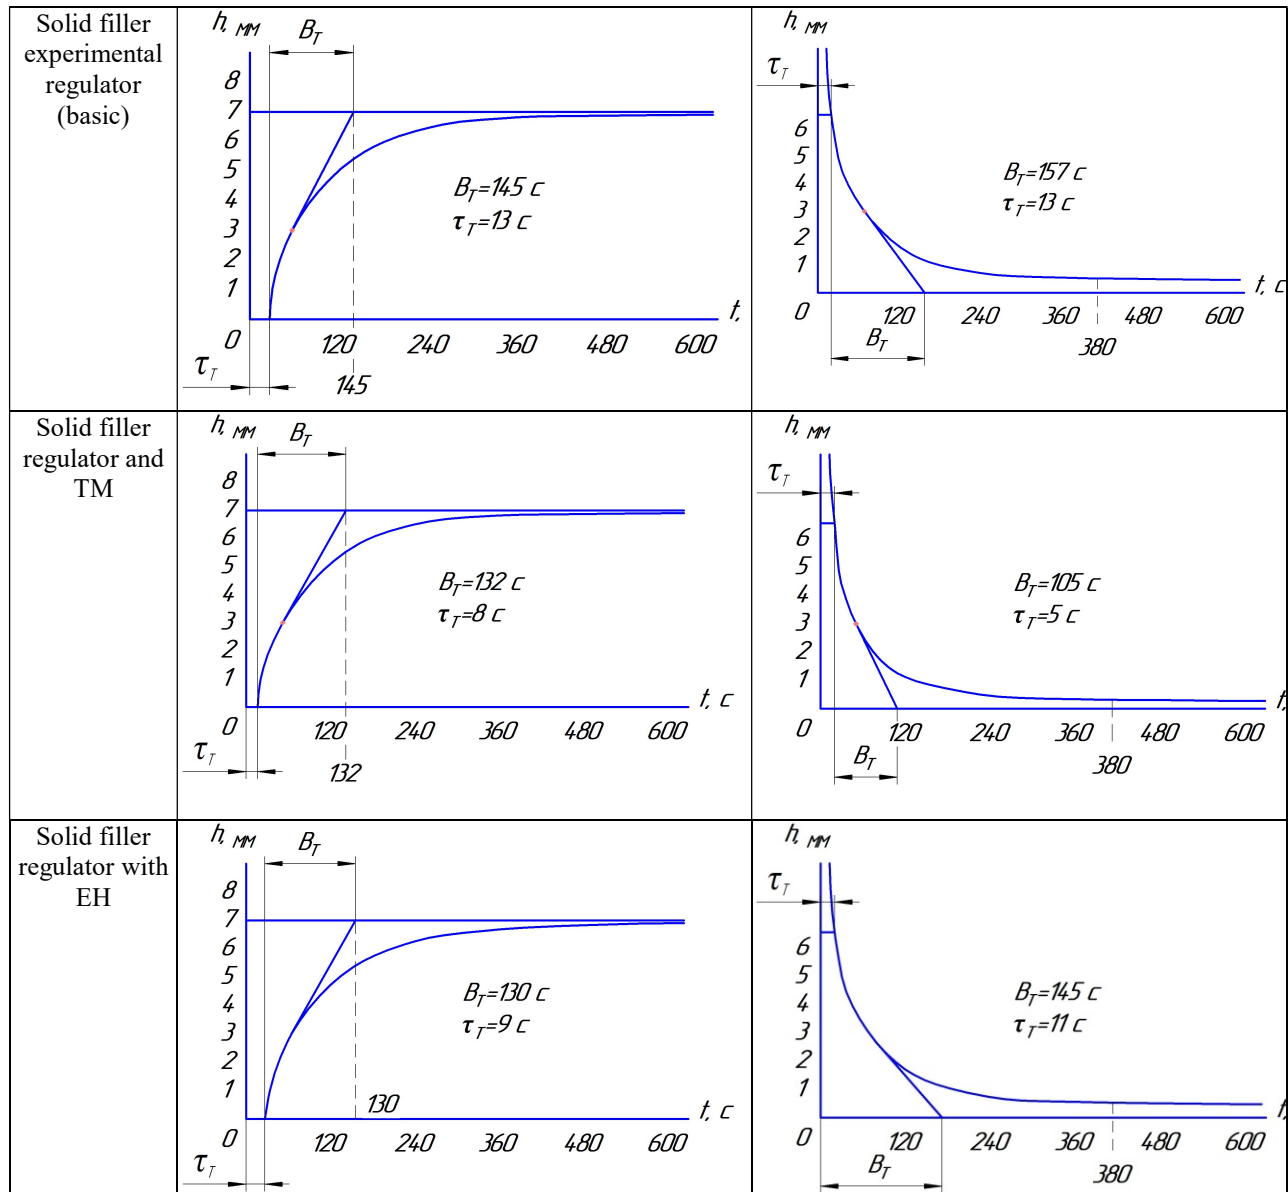 Solid filler
experimental
regulator
(basic)
h, мм
B_T
8
7
6
5
4
3
2
1
0
B_T=145 c
τ_T=13 c
t,
120 240 360 480 600
τ_T
145
h, мм
τ_T
6
5
4
3
2
1
0
B_T=157 c
τ_T=13 c
t, c
120 240 360 480 600
B_T
380
Solid filler
regulator and
TM
h, мм
B_T
8
7
6
5
4
3
2
1
0
B_T=132 c
τ_T=8 c
t, c
120 240 360 480 600
τ_T
132
h, мм
τ_T
6
5
4
3
2
1
0
B_T=105 c
τ_T=5 c
t,
120 240 360 480 600
B_T
380
Solid filler
regulator with
EH
h, мм
B_T
8
7
6
5
4
3
2
1
0
B_T=130 c
τ_T=9 c
130
t, c
120 240 360 480 600
τ_T
h, мм
τ_T
6
5
4
3
2
1
0
B_T=145 c
τ_T=11 c
t,
120 240 360 480 600
B_T
380